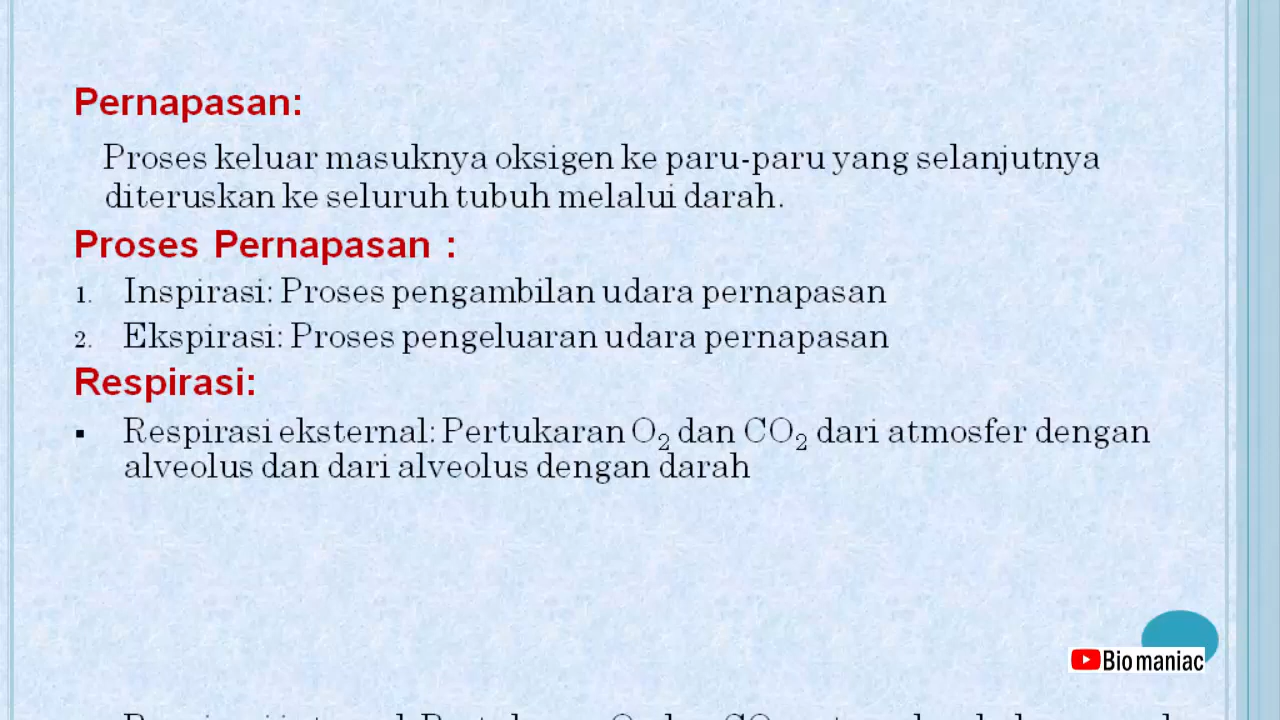 Pernapasan:
Proses keluar masuknya oksigen ke paru-paru yang selanjutnya
diteruskan ke seluruh tubuh melalui darah.
Proses Pernapasan :
1. Inspirasi: Proses pengambilan udara pernapasan
2. Ekspirasi: Proses pengeluaran udara pernapasan
Respirasi:
▪ Respirasi eksternal: Pertukaran O₂ dan CO₂ dari atmosfer dengan
alveolus dan dari alveolus dengan darah
Bio maniac